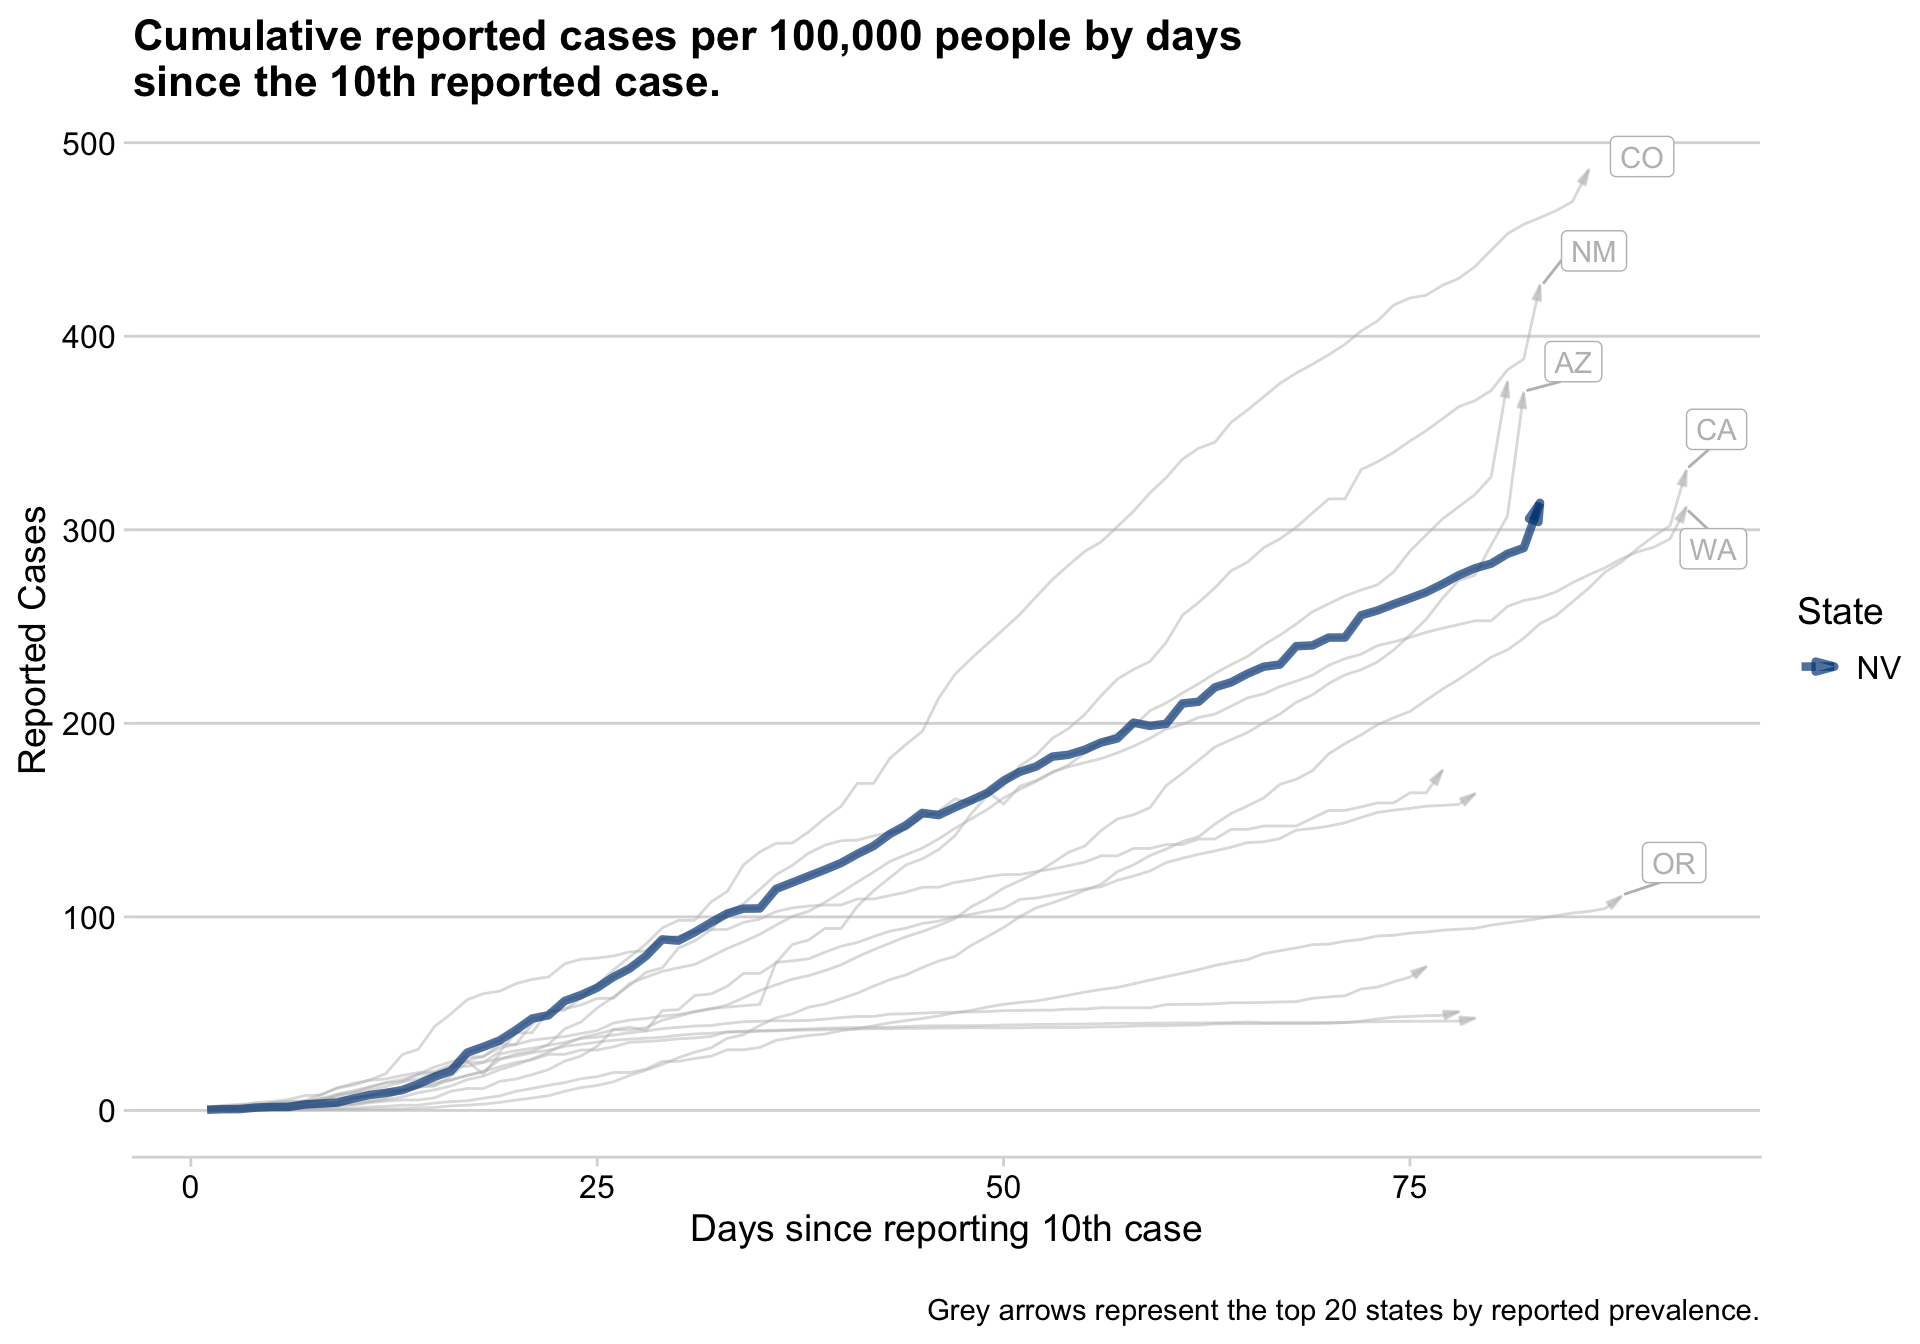 Cumulative reported cases per 100,000 people by days
since the 10th reported case.
500
400
300
200
100
0
Reported Cases
CO
NM
AZ
CA
WA
OR
State
NV
0
25
50
75
Days since reporting 10th case
Grey arrows represent the top 20 states by reported prevalence.